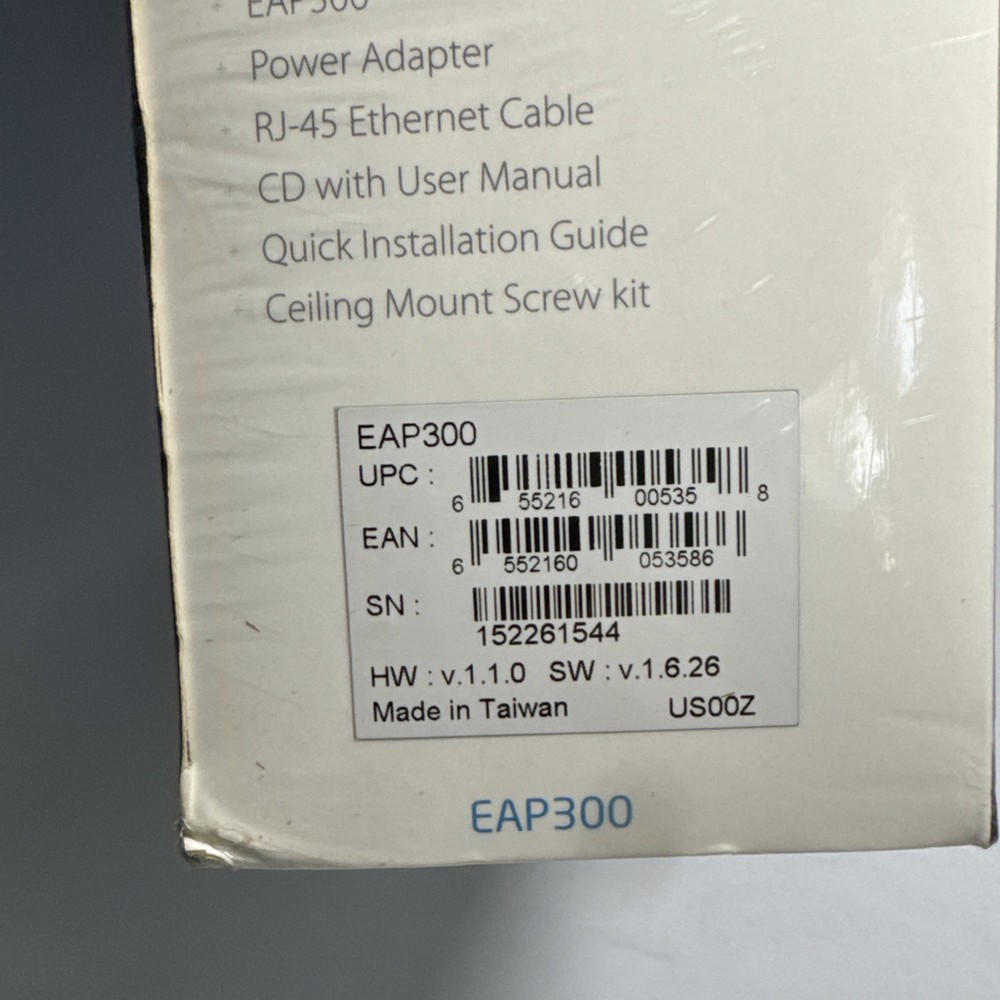 EAP300
Power Adapter
RJ-45 Ethernet Cable
CD with User Manual
Quick Installation Guide
Ceiling Mount Screw kit
EAP300
UPC :
6 55216 00535 8
EAN :
6 552160 053586
SN :
152261544
HW : v.1.1.0 SW : v.1.6.26
Made in Taiwan US00Z
EAP300